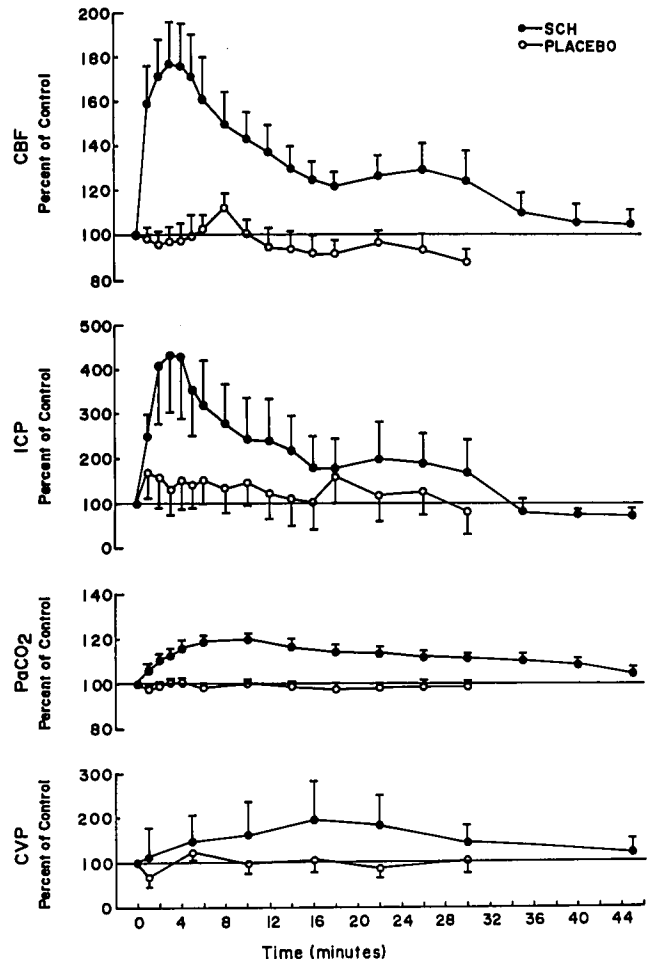 SCH
PLACEBO
CBF
Percent of Control
200
180
160
140
120
100
80
ICP
Percent of Control
500
400
300
200
100
0
PaCO2
Percent of Control
120
100
80
CVP
Percent of Control
300
200
100
0
0 4 8 12 16 20 24 28 32 36 40 44
Time (minutes)